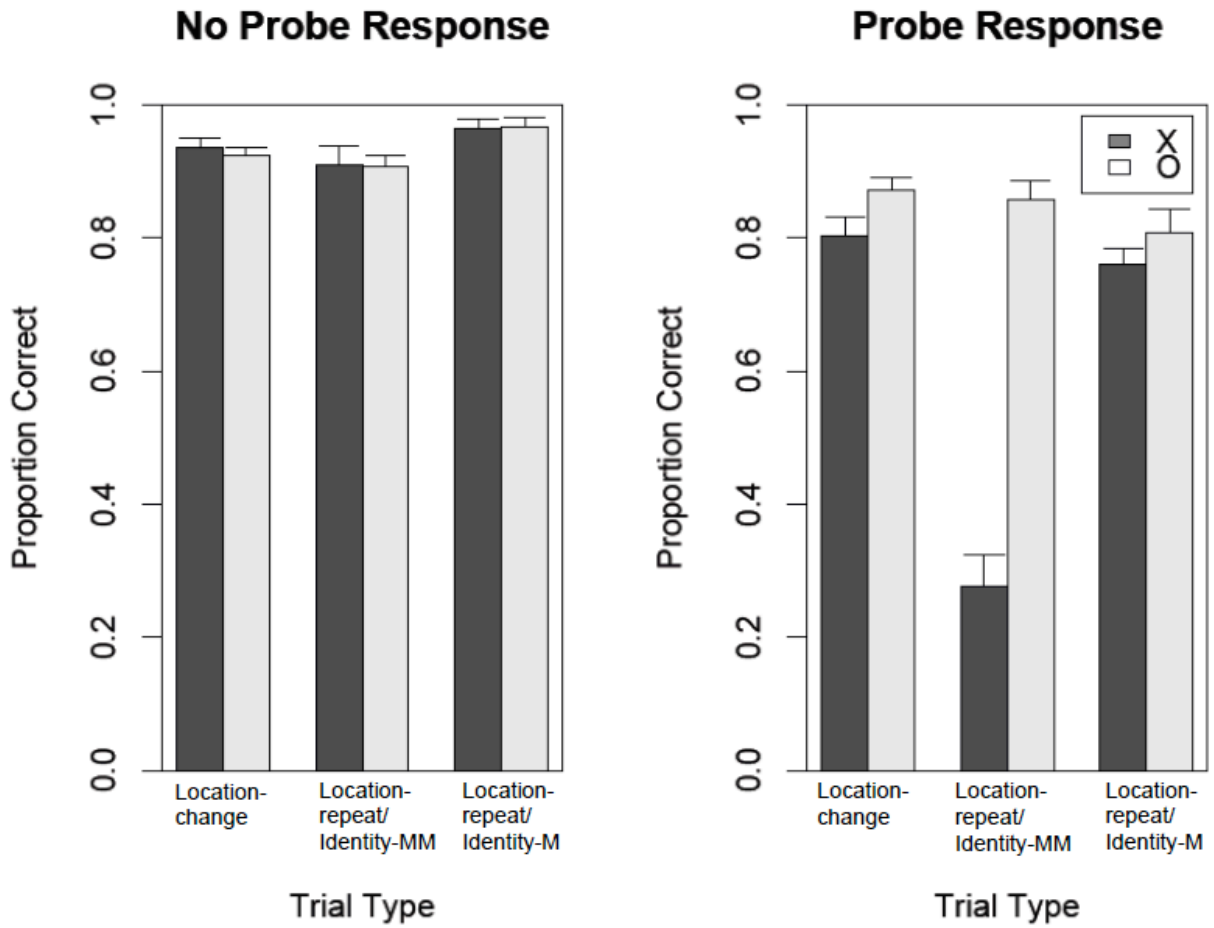 No Probe Response
Proportion Correct
1.0
0.8
0.6
0.4
0.2
0.0
Location-
change
Location-
repeat/
Identity-MM
Location-
repeat/
Identity-M
Trial Type
Probe Response
Proportion Correct
1.0
0.8
0.6
0.4
0.2
0.0
X
O
Location-
change
Location-
repeat/
Identity-MM
Location-
repeat/
Identity-M
Trial Type